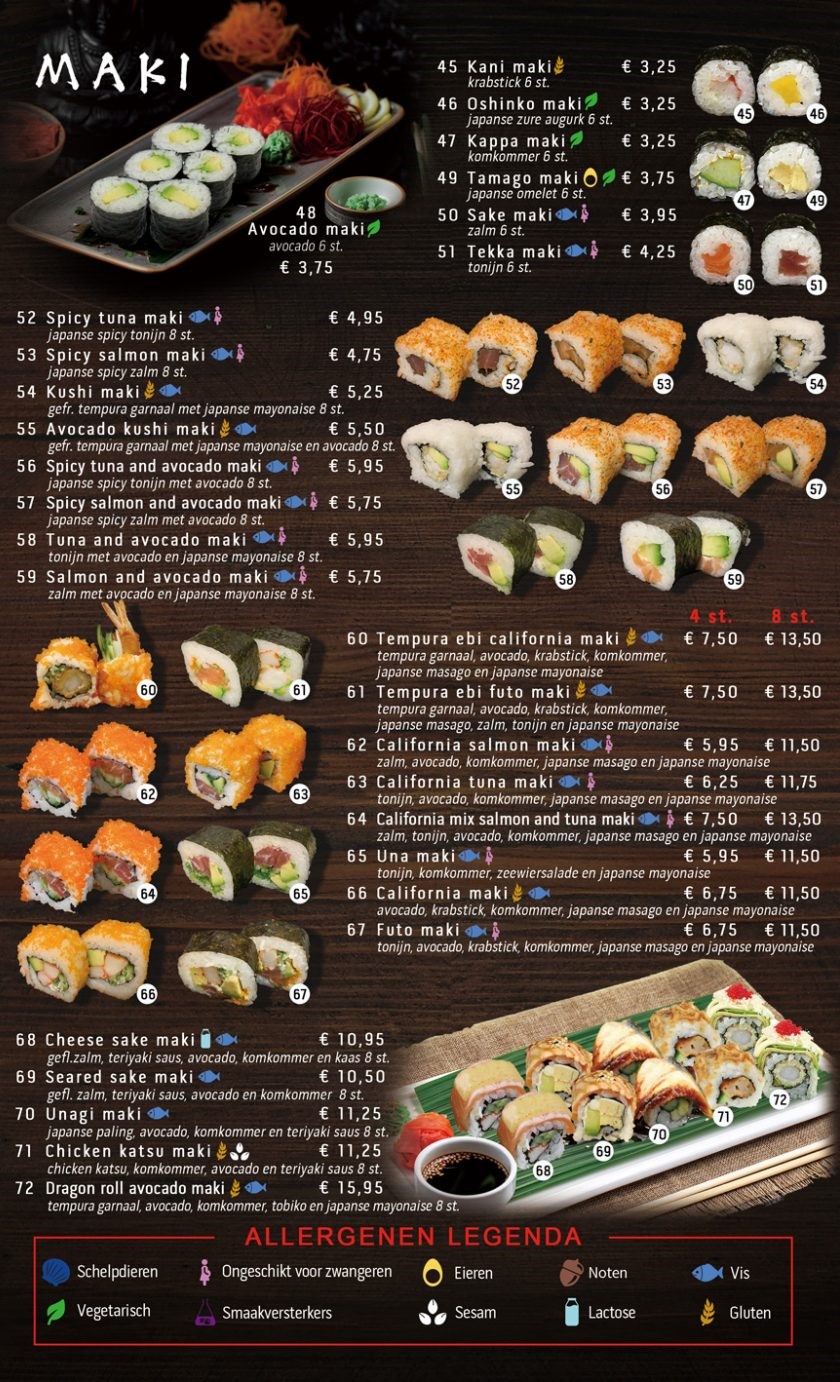 MAKI
45 Kani maki € 3,25
krabstick 6 st.
46 Oshinko maki € 3,25
japanse zure augurk 6 st.
47 Kappa maki € 3,25
komkommer 6 st.
49 Tamago maki € 3,75
japanse omelet 6 st.
50 Sake maki € 3,95
zalm 6 st.
51 Tekka maki € 4,25
tonijn 6 st.
45
46
47
49
50
51
48
Avocado maki
avocado 6 st.
€ 3,75
52 Spicy tuna maki € 4,95
japanse spicy tonijn 8 st.
53 Spicy salmon maki € 4,75
japanse spicy zalm 8 st.
54 Kushi maki € 5,25
gefr. tempura garnaal met japanse mayonaise 8 st.
55 Avocado kushi maki € 5,50
gefr. tempura garnaal met japanse mayonaise en avocado 8 st.
56 Spicy tuna and avocado maki € 5,95
japanse spicy tonijn met avocado 8 st.
57 Spicy salmon and avocado maki € 5,75
japanse spicy zalm met avocado 8 st.
58 Tuna and avocado maki € 5,95
tonijn met avocado en japanse mayonaise 8 st.
59 Salmon and avocado maki € 5,75
zalm met avocado en japanse mayonaise 8 st.
52
53
54
55
56
57
58
59
4 st. 8 st.
60 Tempura ebi california maki € 7,50 € 13,50
tempura garnaal, avocado, krabstick, komkommer,
japanse masago en japanse mayonaise
61 Tempura ebi futo maki € 7,50 € 13,50
tempura garnaal, avocado, krabstick, komkommer,
japanse masago, zalm, tonijn en japanse mayonaise
62 California salmon maki € 5,95 € 11,50
zalm, avocado, komkommer, japanse masago en japanse mayonaise
63 California tuna maki € 6,25 € 11,75
tonijn, avocado, komkommer, japanse masago en japanse mayonaise
64 California mix salmon and tuna maki € 7,50 € 13,50
zalm, tonijn, avocado, komkommer, japanse masago en japanse mayonaise
65 Una maki € 5,95 € 11,50
tonijn, komkommer, zeewiersalade en japanse mayonaise
66 California maki € 6,75 € 11,50
avocado, krabstick, komkommer, japanse masago en japanse mayonaise
67 Futo maki € 6,75 € 11,50
tonijn, avocado, krabstick, komkommer, japanse masago en japanse mayonaise
60
61
62
63
64
65
66
67
68 Cheese sake maki € 10,95
gefl.zalm, teriyaki saus, avocado, komkommer en kaas 8 st.
69 Seared sake maki € 10,50
gefl. zalm, teriyaki saus, avocado en komkommer 8 st.
70 Unagi maki € 11,25
japanse paling, avocado, komkommer en teriyaki saus 8 st.
71 Chicken katsu maki € 11,25
chicken katsu, komkommer, avocado en teriyaki saus 8 st.
72 Dragon roll avocado maki € 15,95
tempura garnaal, avocado, komkommer, tobiko en japanse mayonaise 8 st.
68
69
70
71
72
ALLERGENEN LEGENDA
Schelpdieren Ongeschikt voor zwangeren Eieren Noten Vis
Vegetarisch Smaakversterkers Sesam Lactose Gluten